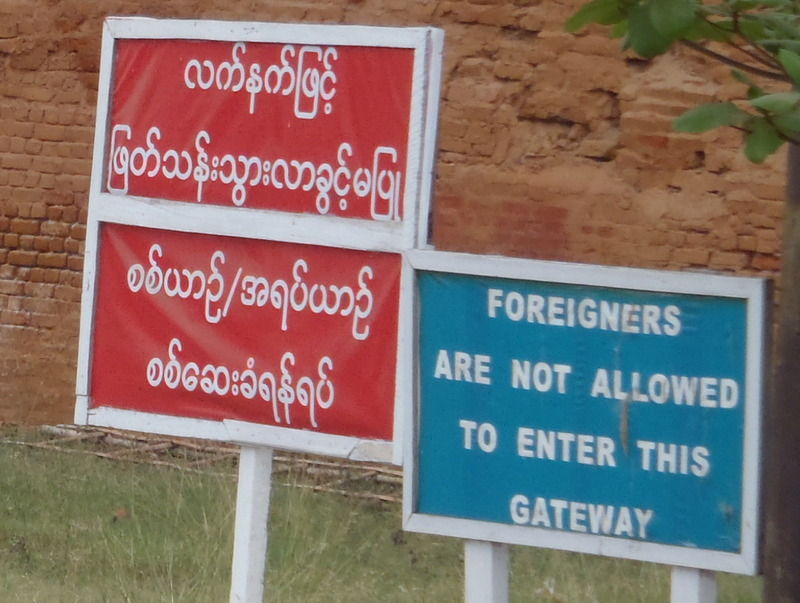 လက်နက်ဖြင့်
ဖြတ်သန်းသွားလာခွင့်မပြု
စစ်ယာဉ်/အရပ်ယာဉ်
စစ်ဆေးခံရန်ရပ်
FOREIGNERS
ARE NOT ALLOWED
TO ENTER THIS
GATEWAY